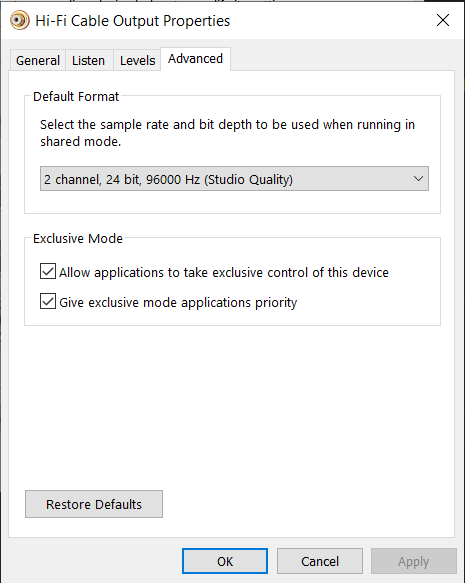 Hi-Fi Cable Output Properties
General Listen Levels Advanced
Default Format
Select the sample rate and bit depth to be used when running in
shared mode.
2 channel, 24 bit, 96000 Hz (Studio Quality)
Exclusive Mode
Allow applications to take exclusive control of this device
Give exclusive mode applications priority
Restore Defaults
OK Cancel Apply